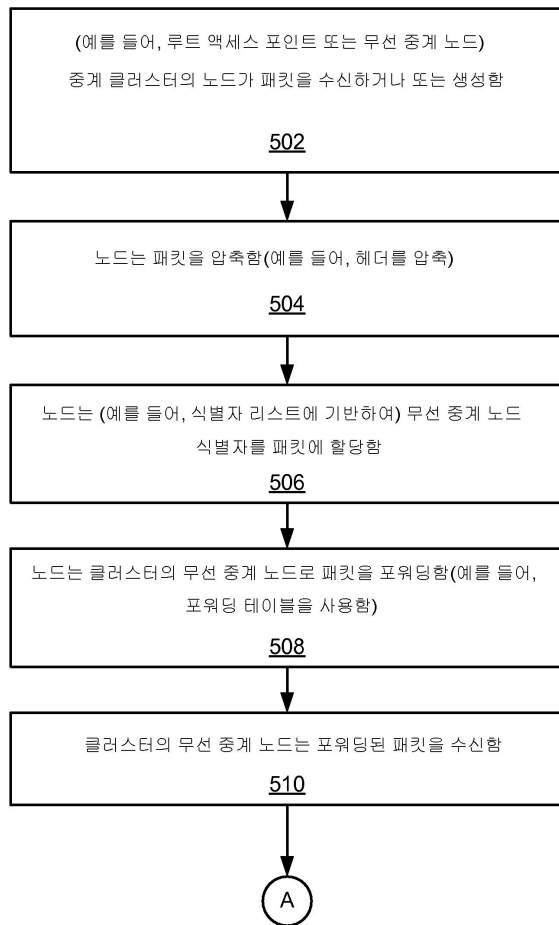 (예를 들어, 루트 액세스 포인트 또는 무선 중계 노드)
중계 클러스터의 노드가 패킷을 수신하거나 또는 생성함
502
노드는 패킷을 압축함(예를 들어, 헤더를 압축)
504
노드는 (예를 들어, 식별자 리스트에 기반하여) 무선 중계 노드
식별자를 패킷에 할당함
506
노드는 클러스터의 무선 중계 노드로 패킷을 포워딩함(예를 들어,
포워딩 테이블을 사용함)
508
클러스터의 무선 중계 노드는 포워딩된 패킷을 수신함
510
A